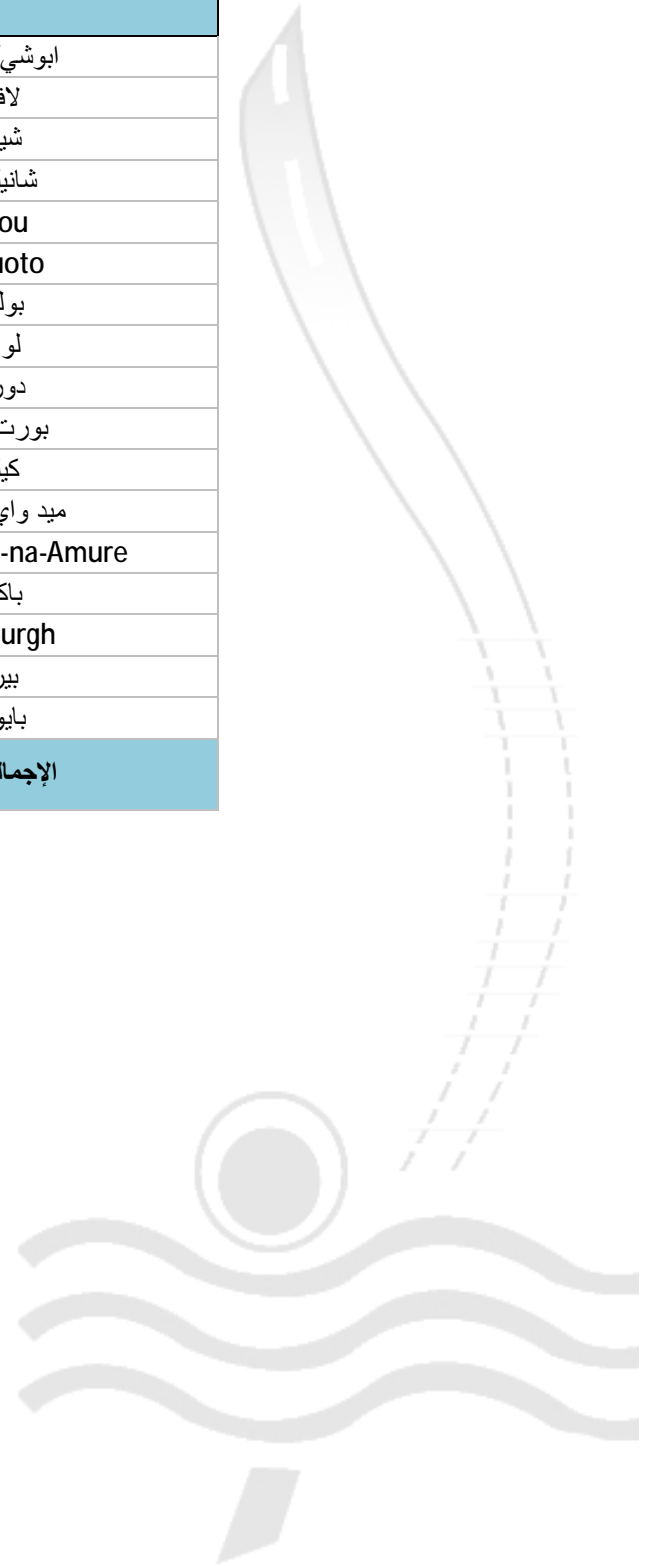 ابوشي
لاف
شي
شاني
ou
uoto
بول
لو
دور
بورت
كي
ميد واي
-na-Amure
باك
urgh
بير
بايو
الإجمال